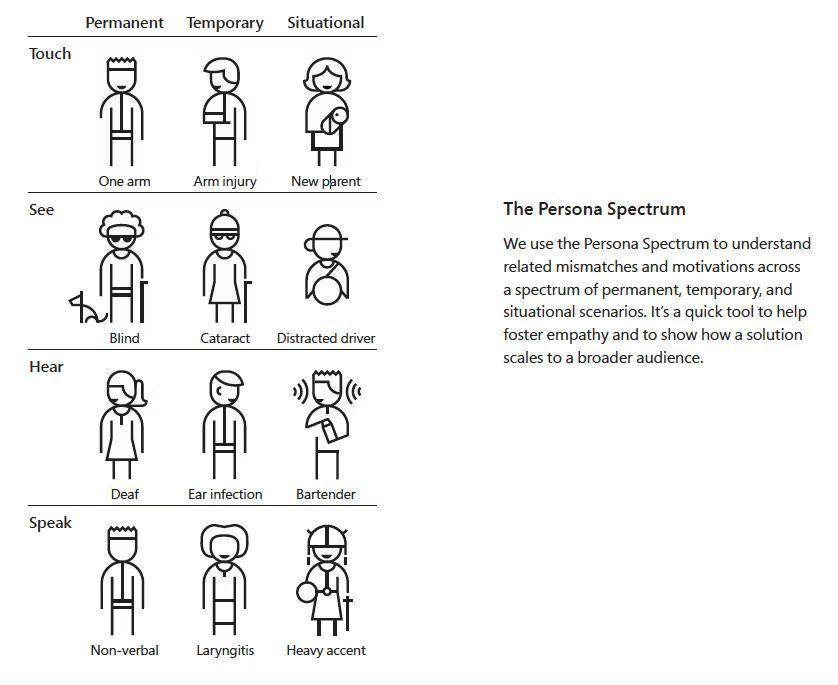 Permanent Temporary Situational
Touch
One arm Arm injury New parent
See
Blind Cataract Distracted driver
Hear
Deaf Ear infection Bartender
Speak
Non-verbal Laryngitis Heavy accent
The Persona Spectrum
We use the Persona Spectrum to understand
related mismatches and motivations across
a spectrum of permanent, temporary, and
situational scenarios. It’s a quick tool to help
foster empathy and to show how a solution
scales to a broader audience.